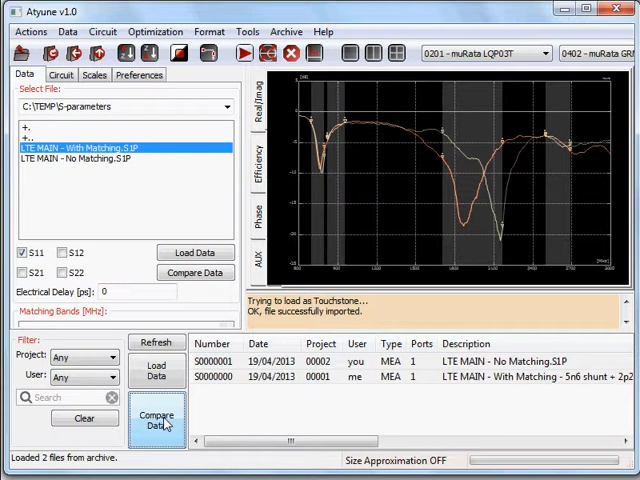 Atyune v1.0
Actions Data Circuit Optimization Format Tools Archive Help
0201 - muRata LQP03T
0402 - muRata GR
Data Circuit Scales Preferences
Select File:
C:\TEMP\S-parameters
+.
+..
LTE MAIN - With Matching.S1P
LTE MAIN - No Matching.S1P
S11 S12 Load Data
S21 S22 Compare Data
Electrical Delay [ps]: 0
Matching Bands [MHz]:
Real/Imag
Efficiency
Phase
AUX
Trying to load as Touchstone...
OK, file successfully imported.
Filter:
Project: Any
User: Any
Search
Clear
Refresh
Load
Data
Compare
Data
Number Date Project User Type Ports Description
S0000001 19/04/2013 00002 you MEA 1 LTE MAIN - No Matching.S1P
S0000000 19/04/2013 00001 me MEA 1 LTE MAIN - With Matching - 5n6 shunt + 2p2
Loaded 2 files from archive.
Size Approximation OFF